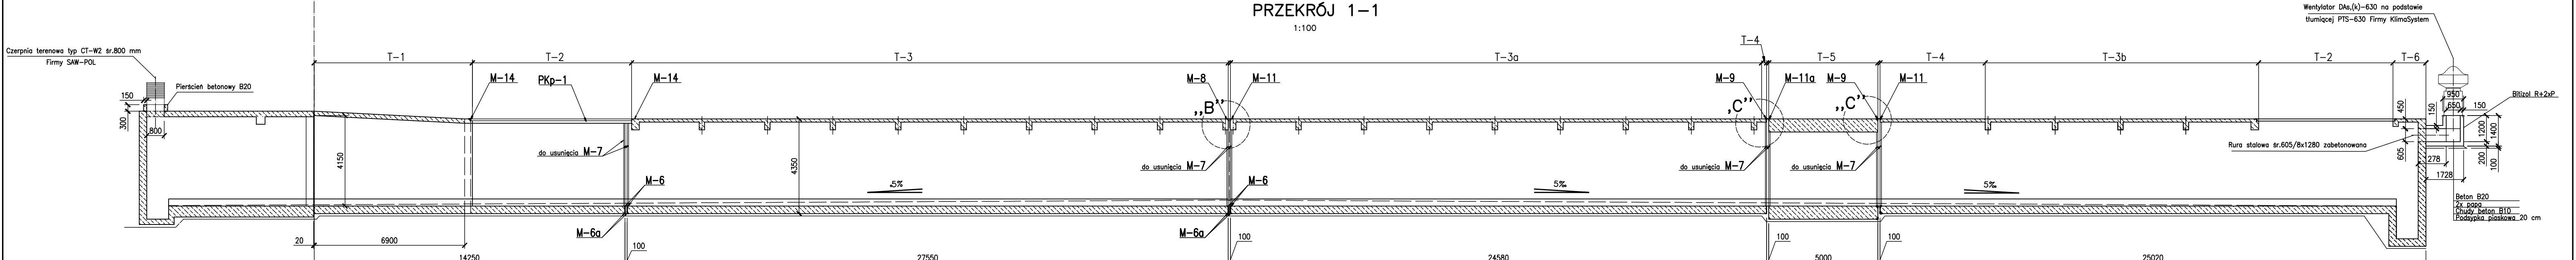 PRZEKRÓJ 1-1
1:100
Wentylator DAs,(k)-630 na podstawie
tłumiącej PTS-630 Firmy KlimaSystem
Czerpnia terenowa typ CT-W2 śr.800 mm
Firmy SAW-POL
Pierscień betonowy B20
T-1
T-2
T-3
T-3a
T-4
T-5
T-4
T-3b
T-2
T-6
M-14
PKp-1
M-14
M-8
M-11
M-9
M-11a
M-9
M-11
„B”
„C”
„C”
150
300
800
4150
4350
do usunięcia M-7
do usunięcia M-7
do usunięcia M-7
do usunięcia M-7
M-6
M-6
M-6a
M-6a
5‰
5‰
5‰
950
650
150
450
150
Bitizol R+2xP
1200
1400
605
200
100
278
1728
Rura stalowa śr.605/8x1280 zabetonowana
Beton B20
2x papa
Chudy beton B10
Podsypka piaskowa 20 cm
20
6900
100
100
100
100
14250
27550
24580
5000
25020